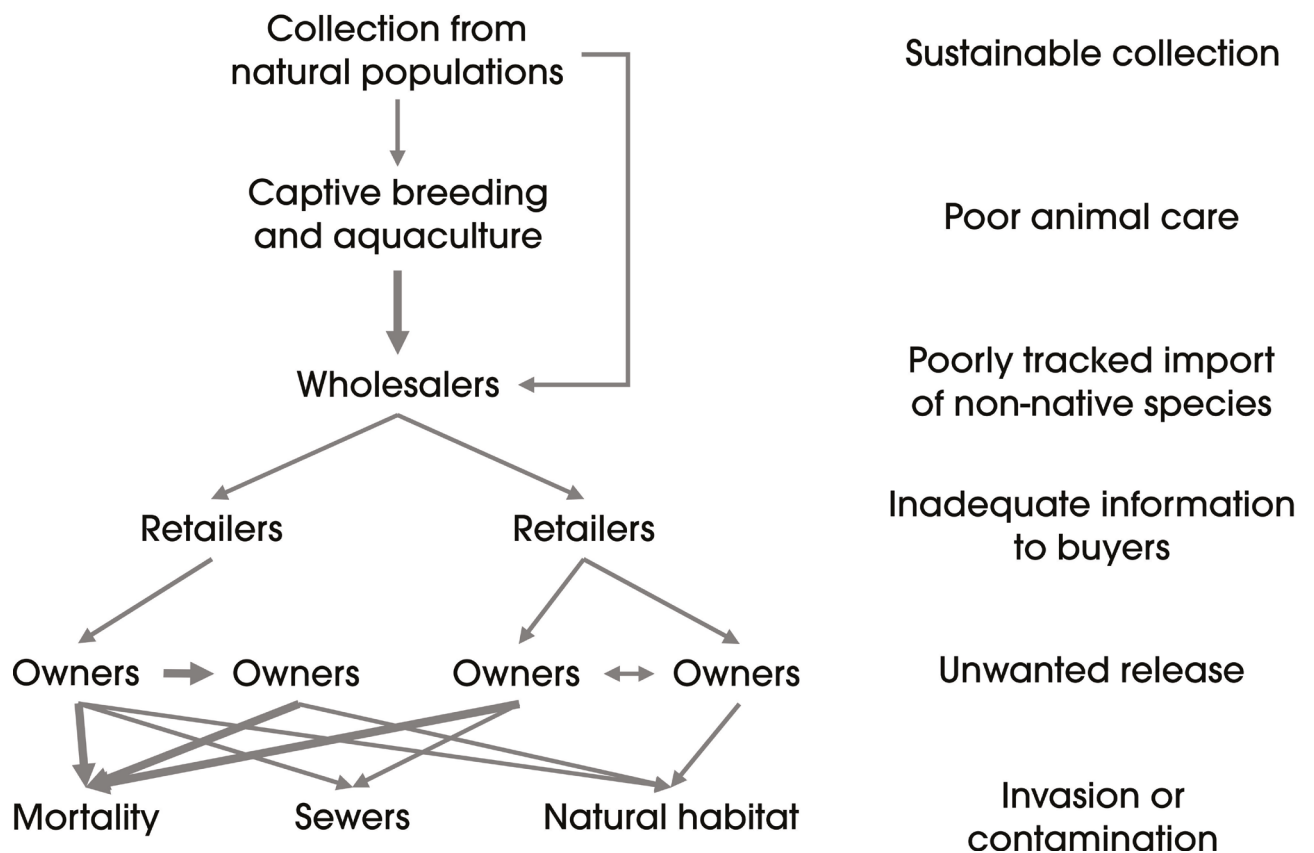 Collection from
natural populations
Sustainable collection
Captive breeding
and aquaculture
Poor animal care
Wholesalers
Poorly tracked import
of non-native species
Retailers
Retailers
Inadequate information
to buyers
Owners
Owners
Owners
Owners
Unwanted release
Mortality
Sewers
Natural habitat
Invasion or
contamination